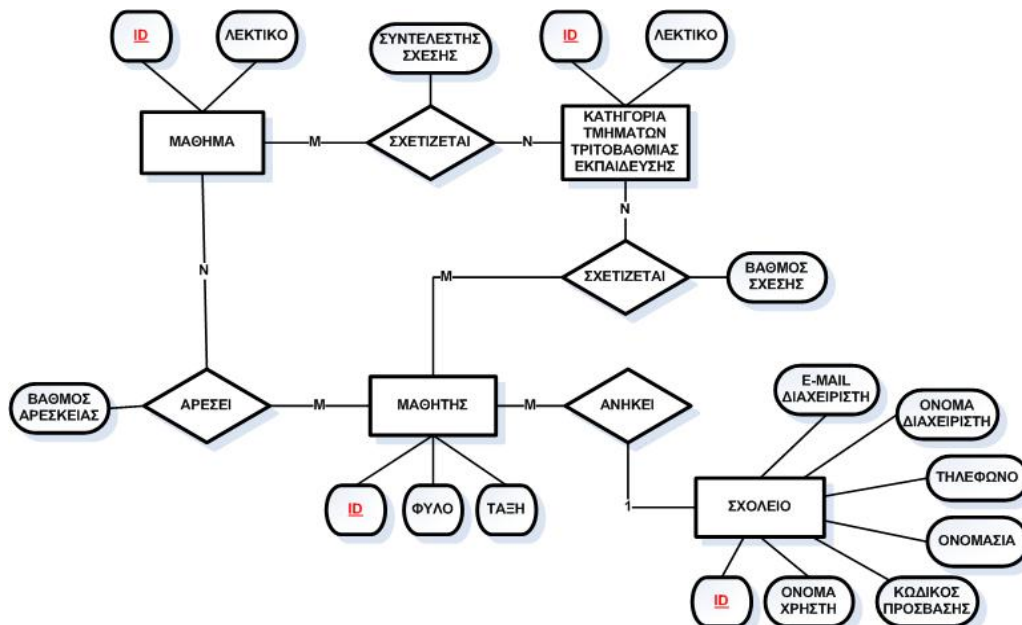 ID
ΛΕΚΤΙΚΟ
ΣΥΝΤΕΛΕΣΤΗΣ
ΣΧΕΣΗΣ
ID
ΛΕΚΤΙΚΟ
ΜΑΘΗΜΑ
M
ΣΧΕΤΙΖΕΤΑΙ
N
ΚΑΤΗΓΟΡΙΑ
ΤΜΗΜΑΤΩΝ
ΤΡΙΤΟΒΑΘΜΙΑΣ
ΕΚΠΑΙΔΕΥΣΗΣ
N
N
M
ΣΧΕΤΙΖΕΤΑΙ
ΒΑΘΜΟΣ
ΣΧΕΣΗΣ
ΒΑΘΜΟΣ
ΑΡΕΣΚΕΙΑΣ
ΑΡΕΣΕΙ
M
ΜΑΘΗΤΗΣ
M
ΑΝΗΚΕΙ
E-MAIL
ΔΙΑΧΕΙΡΙΣΤΗ
ΟΝΟΜΑ
ΔΙΑΧΕΙΡΙΣΤΗ
ΤΗΛΕΦΩΝΟ
ID
ΦΥΛΟ
ΤΑΞΗ
1
ΣΧΟΛΕΙΟ
ΟΝΟΜΑΣΙΑ
ID
ΟΝΟΜΑ
ΧΡΗΣΤΗ
ΚΩΔΙΚΟΣ
ΠΡΟΣΒΑΣΗΣ